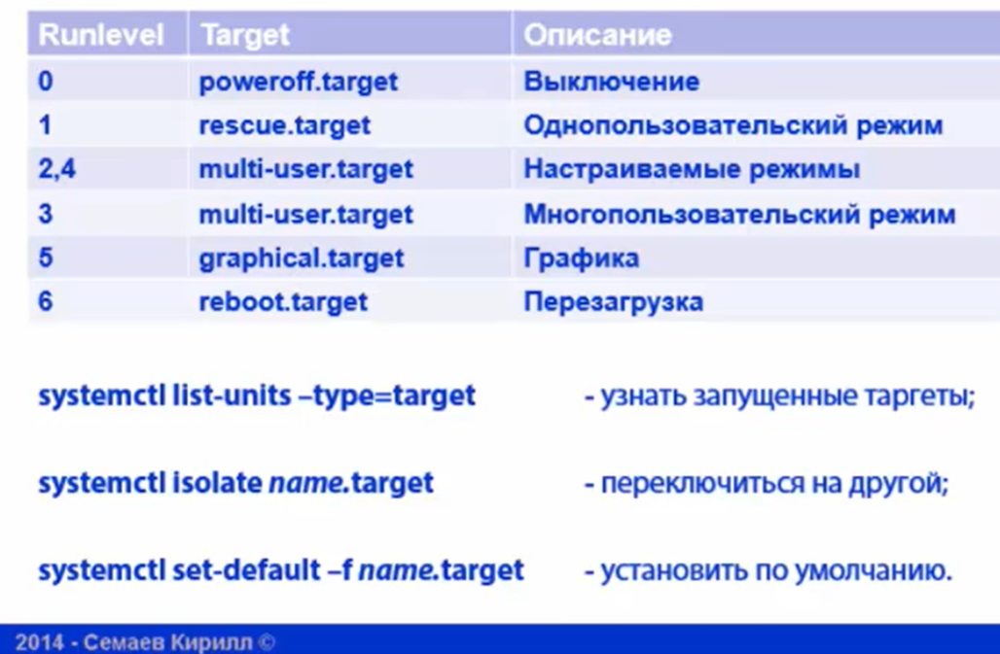 Runlevel Target Описание
0 poweroff.target Выключение
1 rescue.target Однопользовательский режим
2,4 multi-user.target Настраиваемые режимы
3 multi-user.target Многопользовательский режим
5 graphical.target Графика
6 reboot.target Перезагрузка
systemctl list-units –type=target - узнать запущенные таргеты;
systemctl isolate name.target - переключиться на другой;
systemctl set-default –f name.target - установить по умолчанию.
2014 - Семаев Кирилл ©